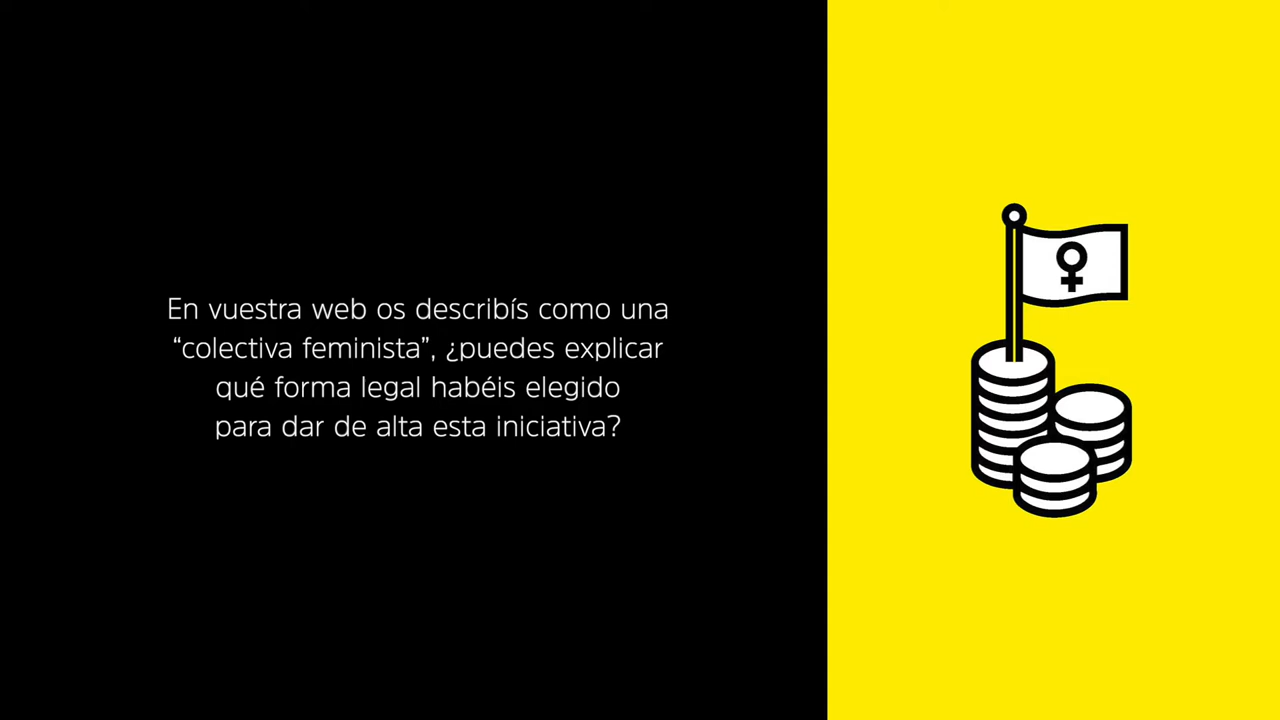 En vuestra web os describís como una
“colectiva feminista”, ¿puedes explicar
qué forma legal habéis elegido
para dar de alta esta iniciativa?